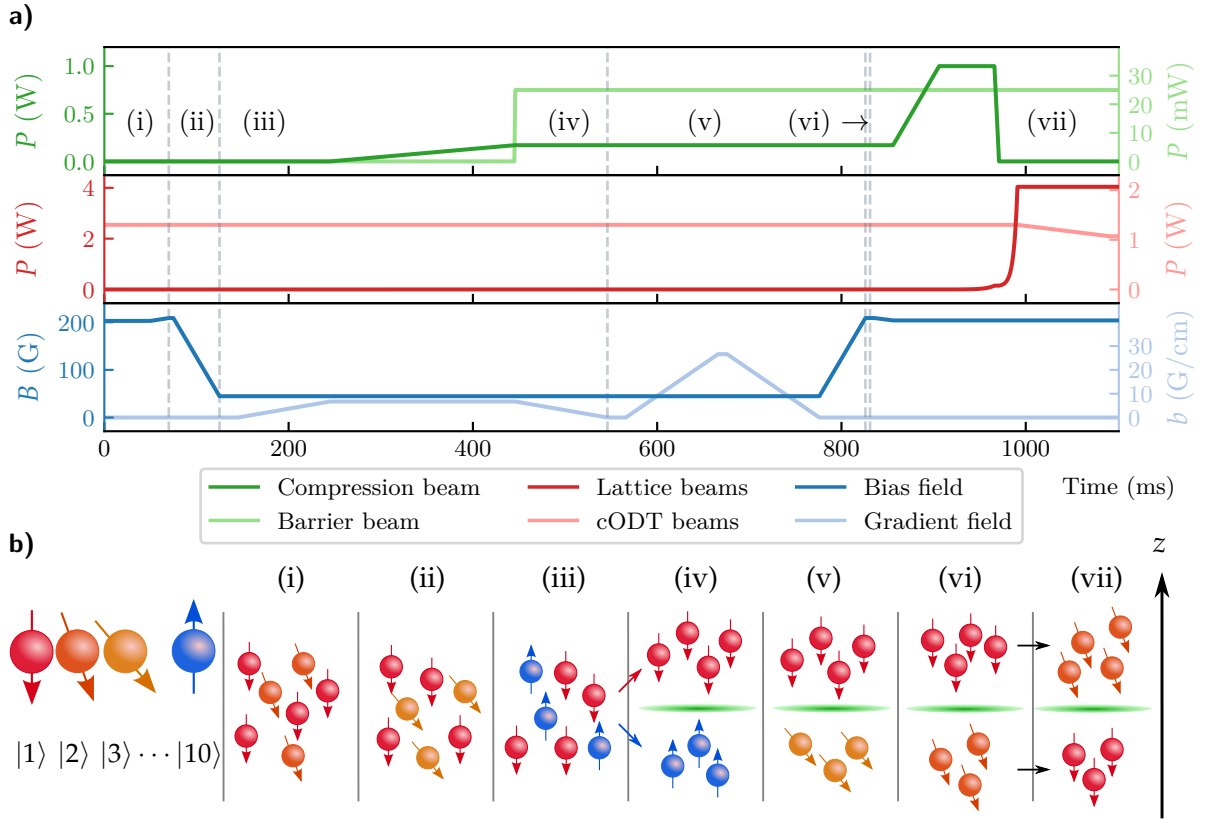 a)
P (W)
1.0
0.5
0.0
(i)
(ii)
(iii)
(iv)
(v)
(vi) →
(vii)
30
20
10
0
P (mW)
P (W)
4
2
0
2
1
0
P (W)
B (G)
200
100
0
30
20
10
0
b (G/cm)
0 200 400 600 800 1000
Time (ms)
Compression beam Lattice beams Bias field
Barrier beam cODT beams Gradient field
b)
z
(i) (ii) (iii) (iv) (v) (vi) (vii)
|1⟩ |2⟩ |3⟩ ··· |10⟩